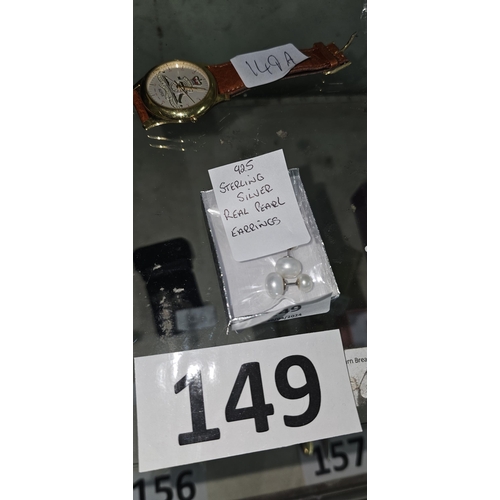 149A
925
STERLING
SILVER
REAL PEARL
EARRINGS
149
156
157